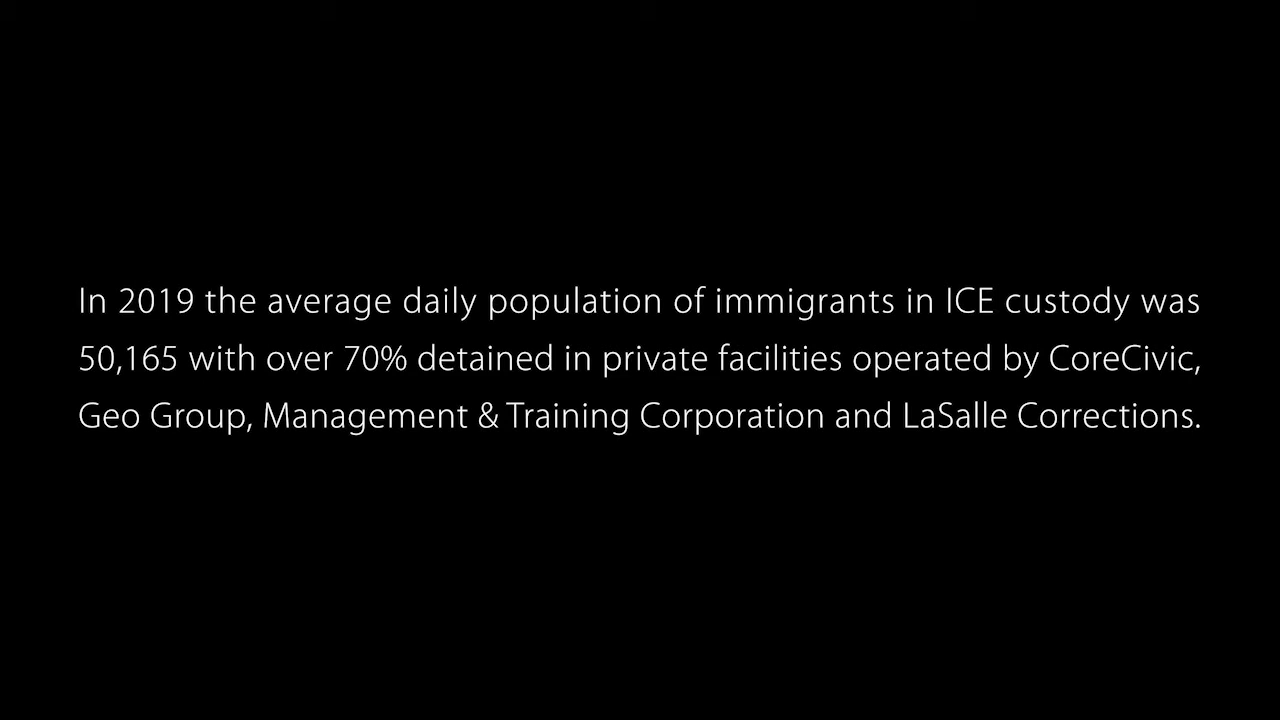 In 2019 the average daily population of immigrants in ICE custody was
50,165 with over 70% detained in private facilities operated by CoreCivic,
Geo Group, Management & Training Corporation and LaSalle Corrections.